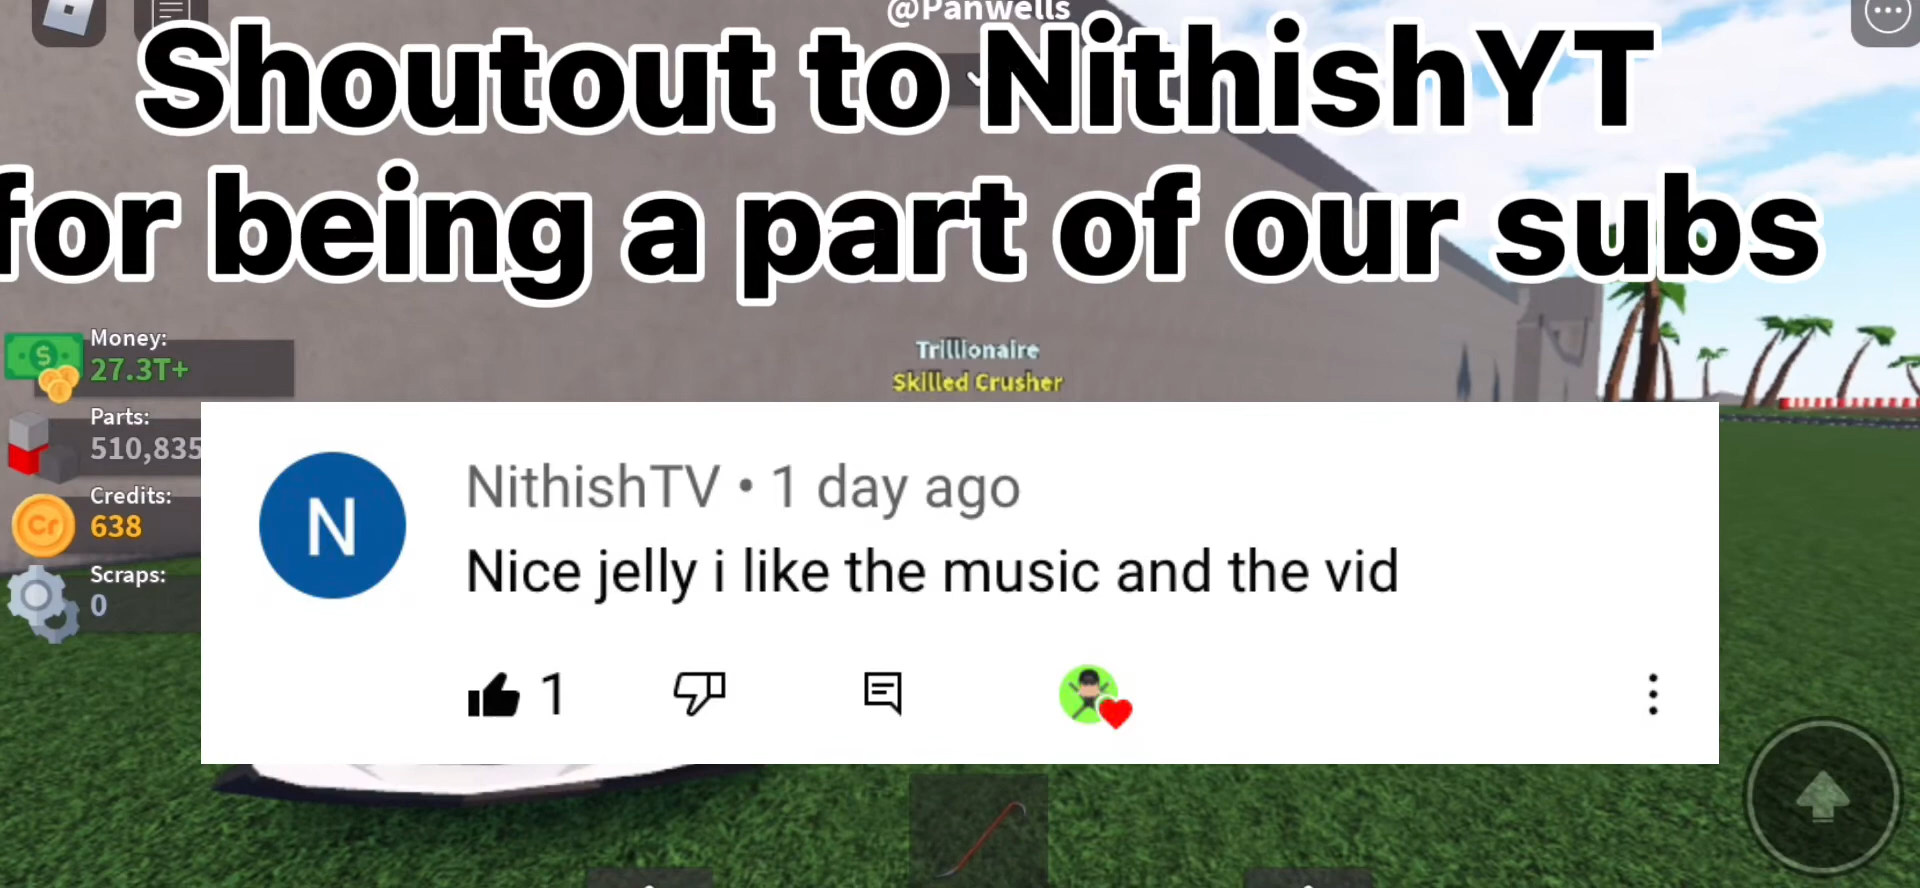 @Panwells
Shoutout to NithishYT
for being a part of our subs
Money:
27.3T+
Trillionaire
Skilled Crusher
Parts:
510,835
Credits:
Cr
638
Scraps:
0
N
NithishTV • 1 day ago
Nice jelly i like the music and the vid
1